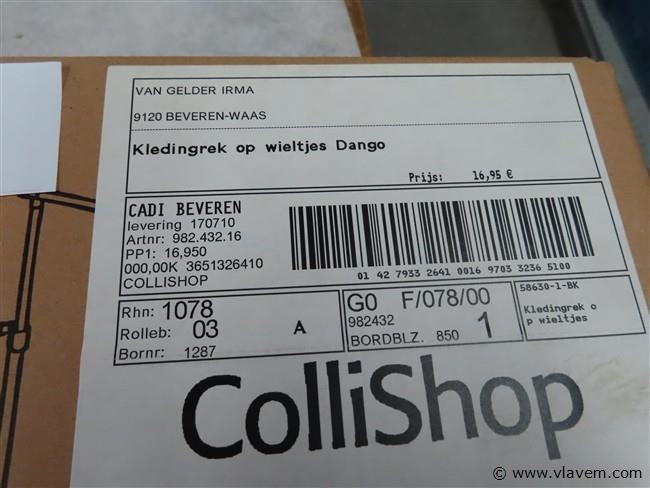 VAN GELDER IRMA
9120 BEVEREN-WAAS
Kledingrek op wieltjes Dango
Prijs: 16,95 €
CADI BEVEREN
levering 170710
Artnr: 982.432.16
PP1: 16,950
000,00K 3651326410
COLLISHOP
01 42 7933 2641 0016 9703 3236 5100
Rhn: 1078
Rolleb: 03 A
Bornr: 1287
G0 F/078/00
982432
BORDBLZ. 850 1
58630-1-BK
Kledingrek o
p wieltjes
ColliShop
© www.vlavem.com